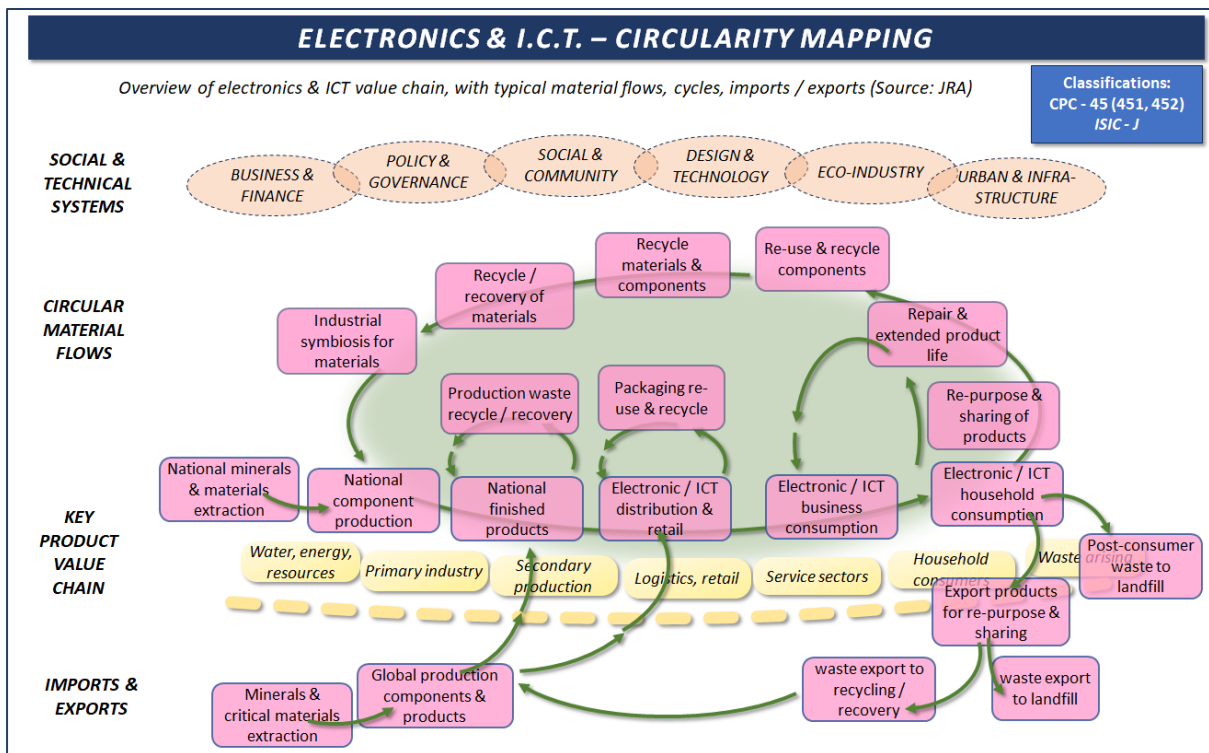 ELECTRONICS & I.C.T. – CIRCULARITY MAPPING
Overview of electronics & ICT value chain, with typical material flows, cycles, imports / exports (Source: JRA)
Classifications:
CPC - 45 (451, 452)
ISIC - J
SOCIAL &
TECHNICAL
SYSTEMS
BUSINESS &
FINANCE
POLICY &
GOVERNANCE
SOCIAL &
COMMUNITY
DESIGN &
TECHNOLOGY
ECO-INDUSTRY
URBAN & INFRA-
STRUCTURE
CIRCULAR
MATERIAL
FLOWS
Industrial
symbiosis for
materials
Recycle /
recovery of
materials
Recycle
materials &
components
Re-use & recycle
components
Repair &
extended product
life
Production waste
recycle / recovery
Packaging re-
use & recycle
Re-purpose &
sharing of
products
KEY
PRODUCT
VALUE
CHAIN
National minerals
& materials
extraction
National
component
production
National
finished
products
Electronic / ICT
distribution &
retail
Electronic / ICT
business
consumption
Electronic / ICT
household
consumption
Post-consumer
waste to
landfill
Water, energy,
resources
Primary industry
Secondary
production
Logistics, retail
Service sectors
Household
consumers
Waste arising
Export products
for re-purpose &
sharing
IMPORTS &
EXPORTS
Minerals &
critical materials
extraction
Global production
components &
products
waste export to
recycling /
recovery
waste export
to landfill